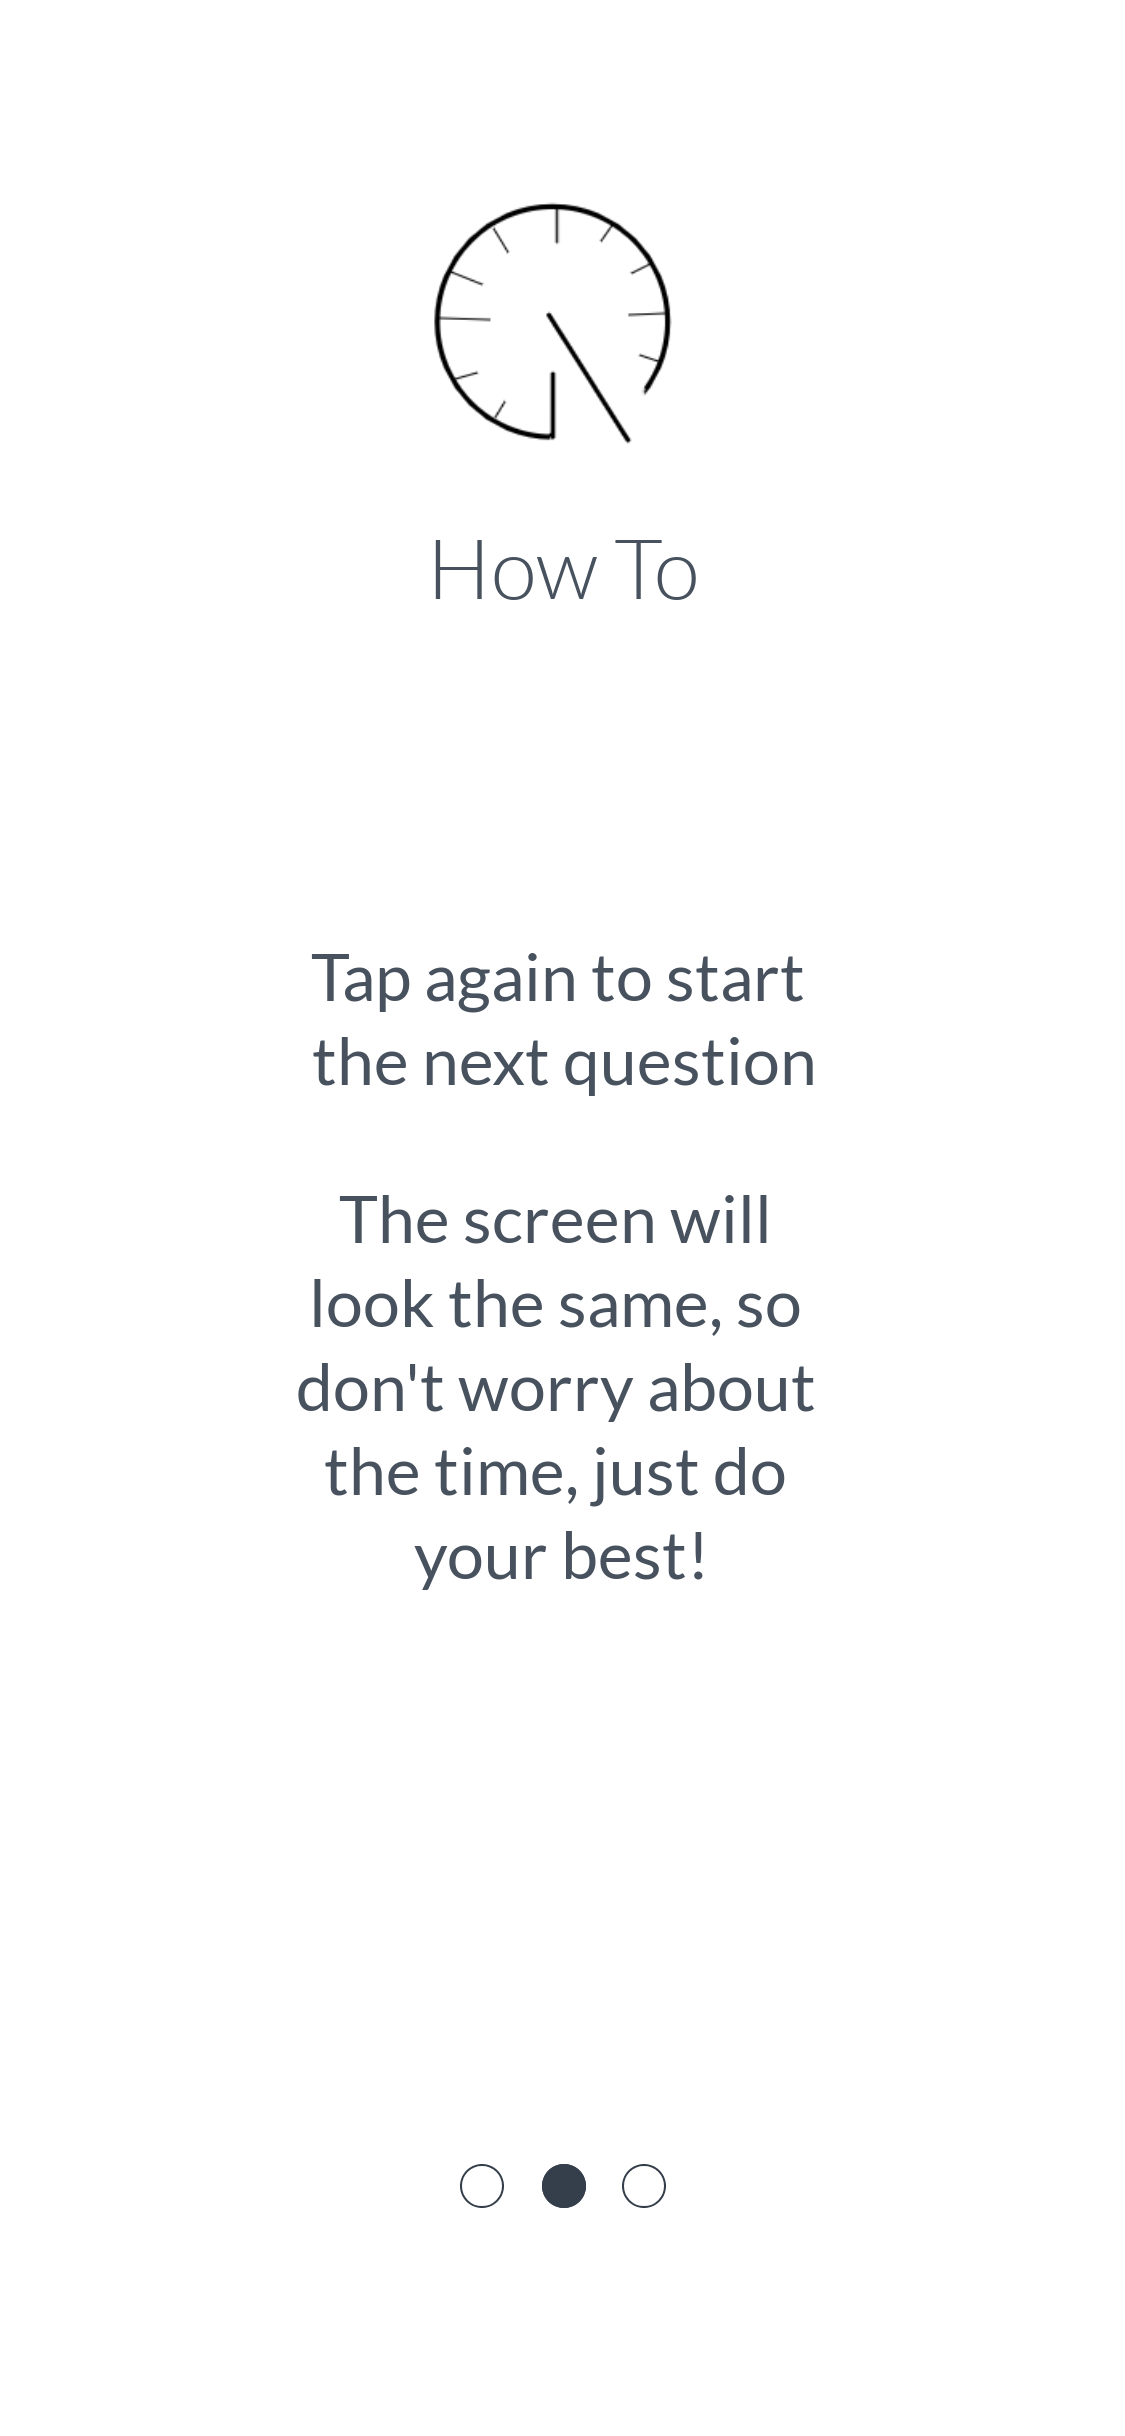 How To
Tap again to start
the next question
The screen will
look the same, so
don't worry about
the time, just do
your best!